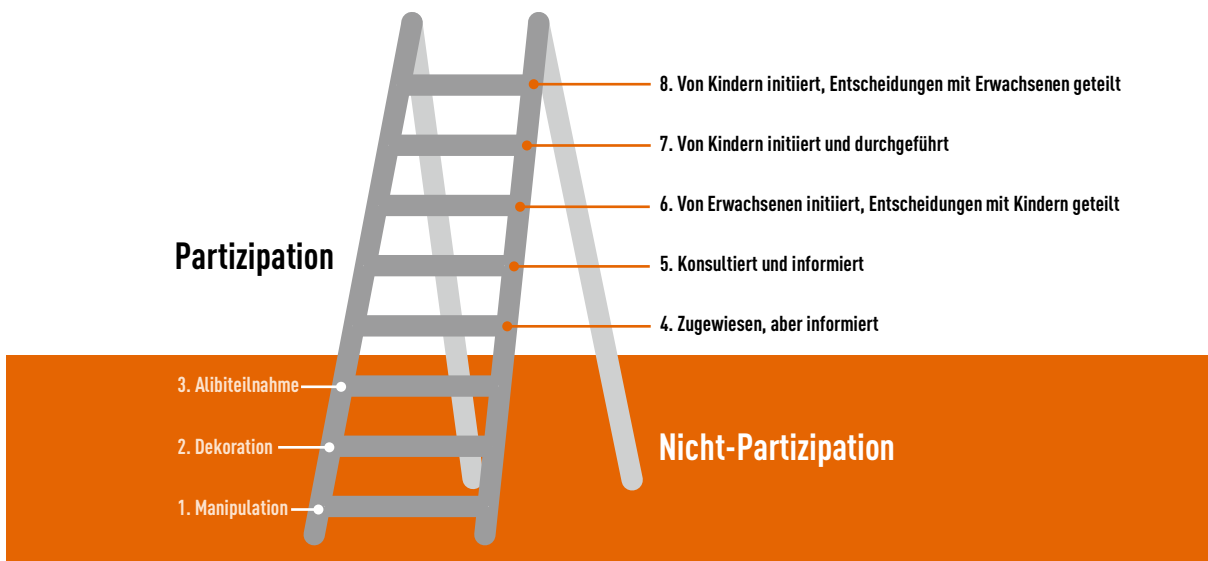 8. Von Kindern initiiert, Entscheidungen mit Erwachsenen geteilt
7. Von Kindern initiiert und durchgeführt
6. Von Erwachsenen initiiert, Entscheidungen mit Kindern geteilt
Partizipation
5. Konsultiert und informiert
4. Zugewiesen, aber informiert
3. Alibiteilnahme
2. Dekoration
Nicht-Partizipation
1. Manipulation